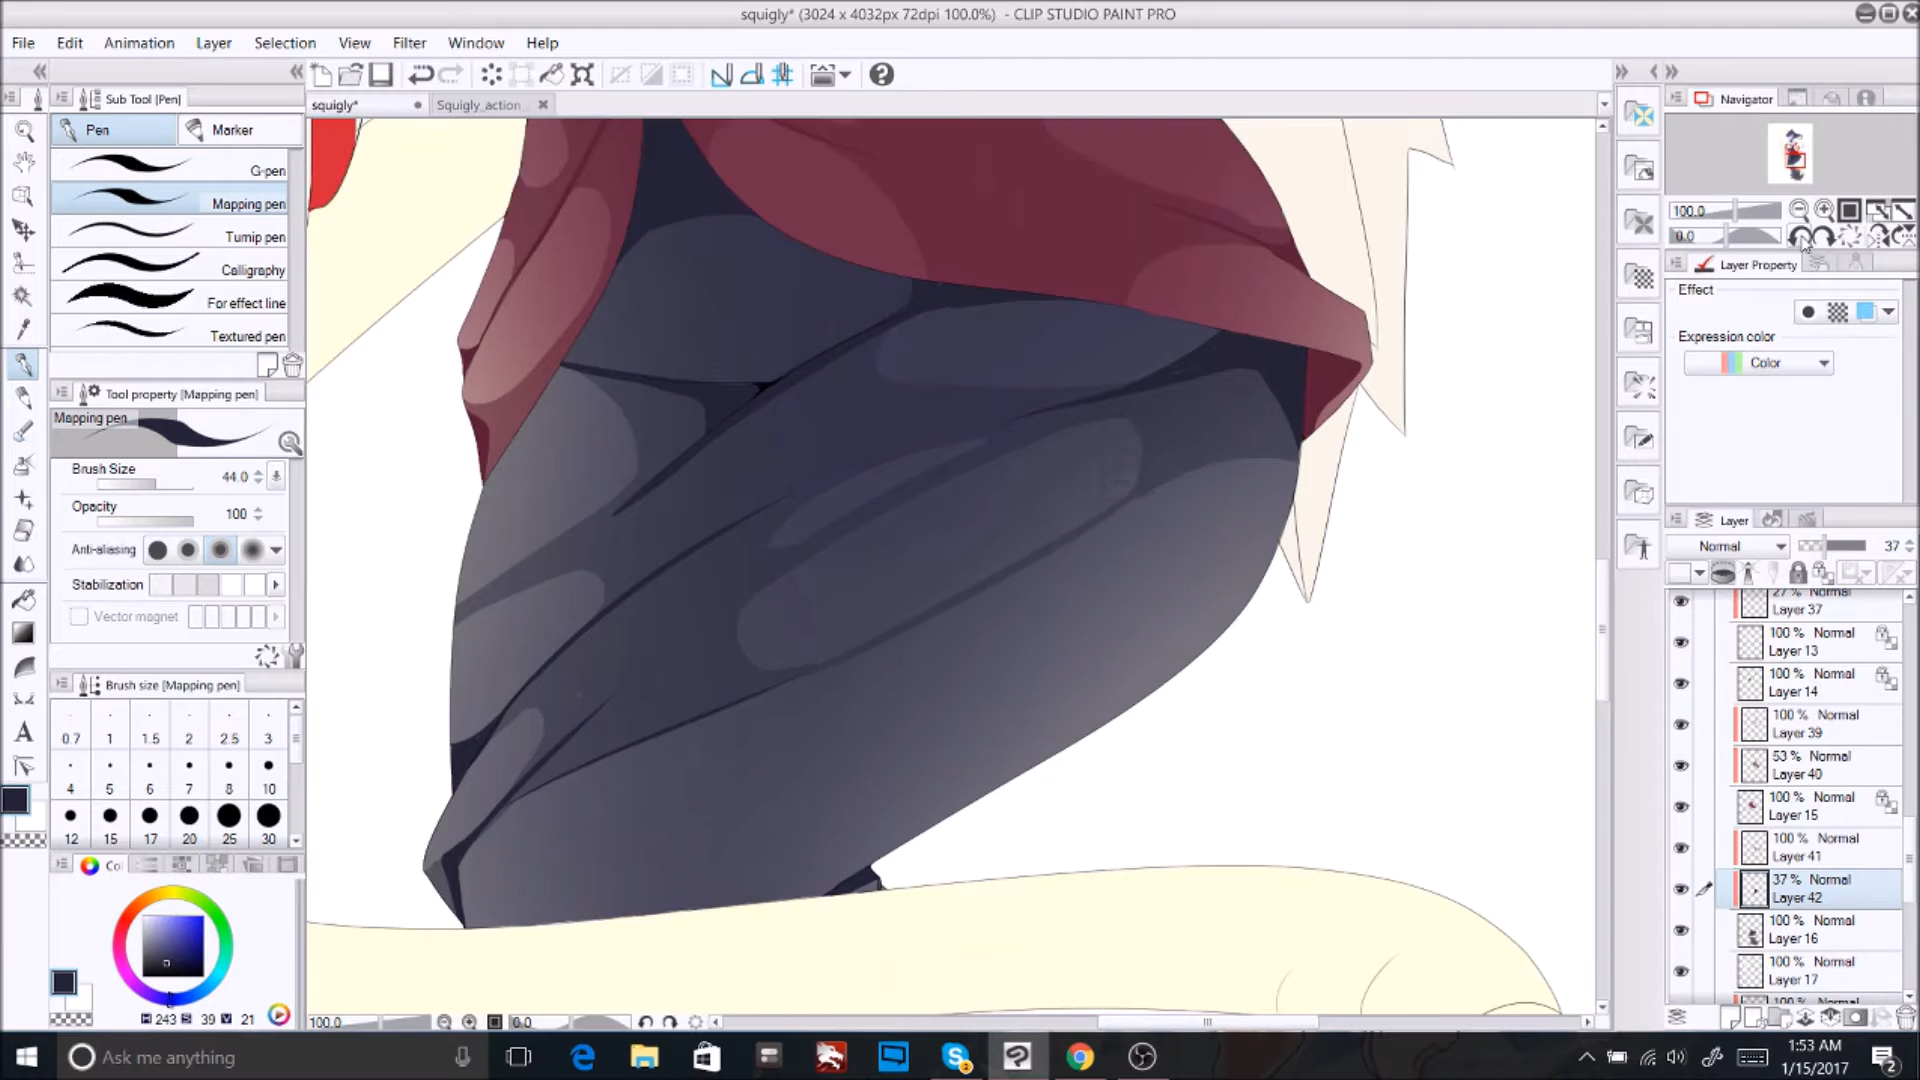 squigly* (3024 x 4032px 72dpi 100.0%) - CLIP STUDIO PAINT PRO
File Edit Animation Layer Selection View Filter Window Help
Sub Tool [Pen]
Pen
Marker
G-pen
Mapping pen
Turnip pen
Calligraphy
For effect line
Textured pen
Tool property [Mapping pen]
Mapping pen
Brush Size 44.0
Opacity 100
Anti-aliasing
Stabilization
Vector magnet
Brush size [Mapping pen]
0.7 1 1.5 2 2.5 3
4 5 6 7 8 10
12 15 17 20 25 30
Co
H 243 S 39 V 21
squigly*
Squigly_action
100.0
0.0
Navigator
100.0
0.0
Layer Property
Effect
Expression color
Color
Layer
Normal 37
27 % Normal
Layer 37
100 % Normal
Layer 13
100 % Normal
Layer 14
100 % Normal
Layer 39
53 % Normal
Layer 40
100 % Normal
Layer 15
100 % Normal
Layer 41
37 % Normal
Layer 42
100 % Normal
Layer 16
100 % Normal
Layer 17
100 % Normal
Ask me anything
1:53 AM
1/15/2017
2